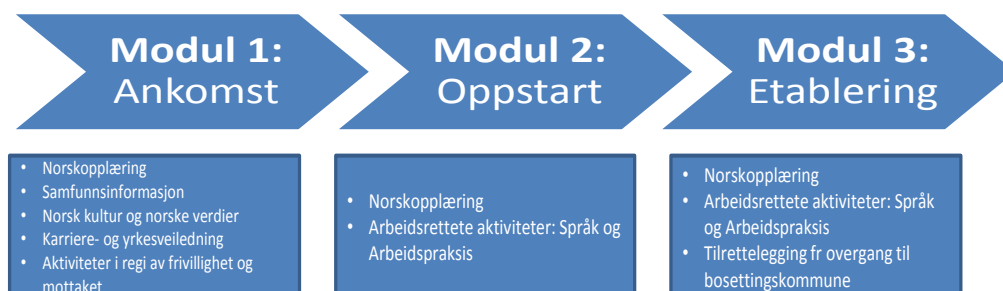 Modul 1:
Ankomst
Modul 2:
Oppstart
Modul 3:
Etablering
• Norskopplæring
• Samfunnsinformasjon
• Norsk kultur og norske verdier
• Karriere- og yrkesveiledning
• Aktiviteter i regi av frivillighet og
mottaket
• Norskopplæring
• Arbeidsrettete aktiviteter: Språk og
Arbeidspraksis
• Norskopplæring
• Arbeidsrettete aktiviteter: Språk
og Arbeidspraksis
• Tilrettelegging fr overgang til
bosettingskommune